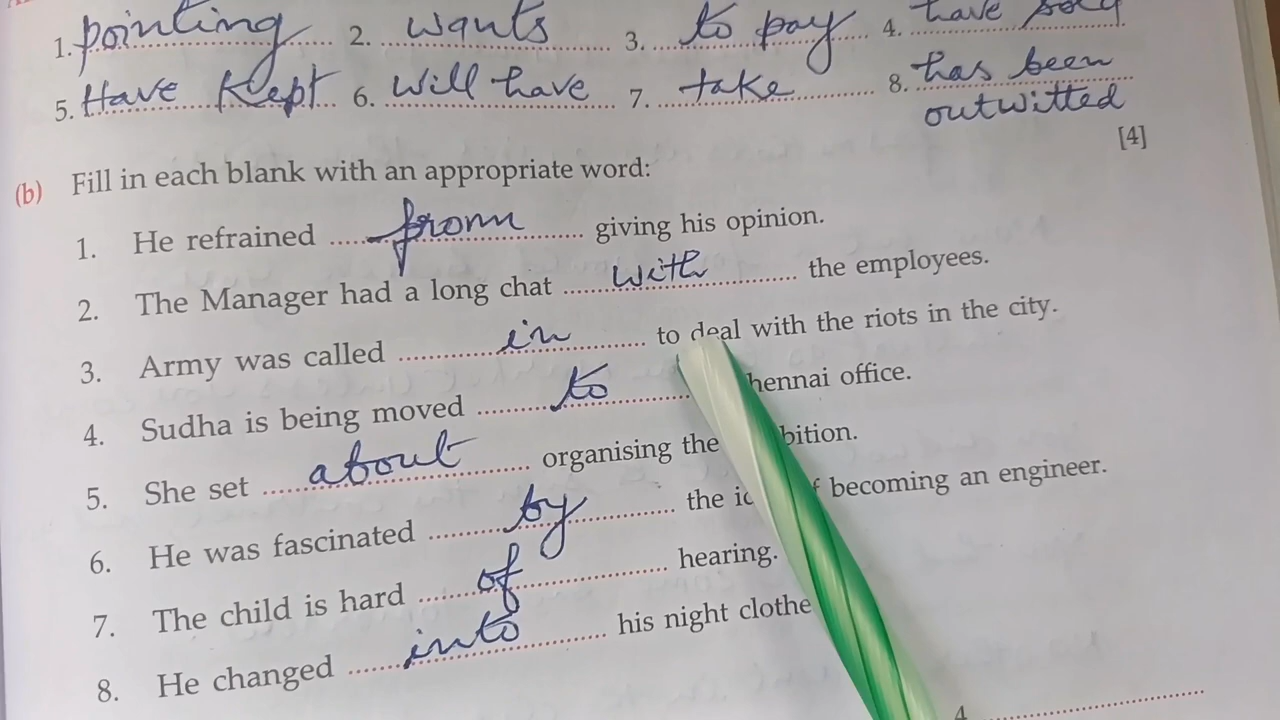 1. pointing 2. wants 3. to pay 4. have sold
5. Have Kept 6. will have 7. take 8. has been
outwitted
[4]
(b) Fill in each blank with an appropriate word:
1. He refrained from giving his opinion.
2. The Manager had a long chat with the employees.
3. Army was called in to deal with the riots in the city.
4. Sudha is being moved to hennai office.
5. She set about organising the bition.
6. He was fascinated by the becoming an engineer.
7. The child is hard of hearing.
8. He changed into his night clothe
4